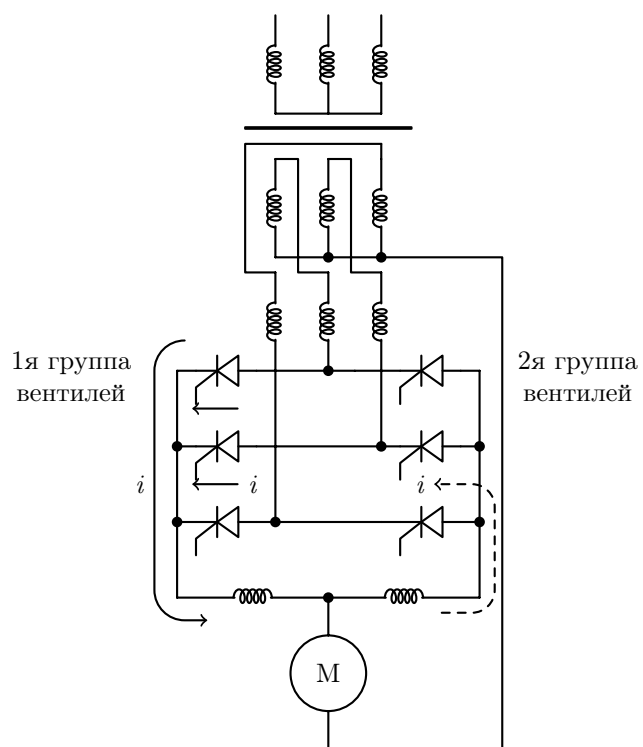 1я группа
вентилей
2я группа
вентилей
i
i
i
М